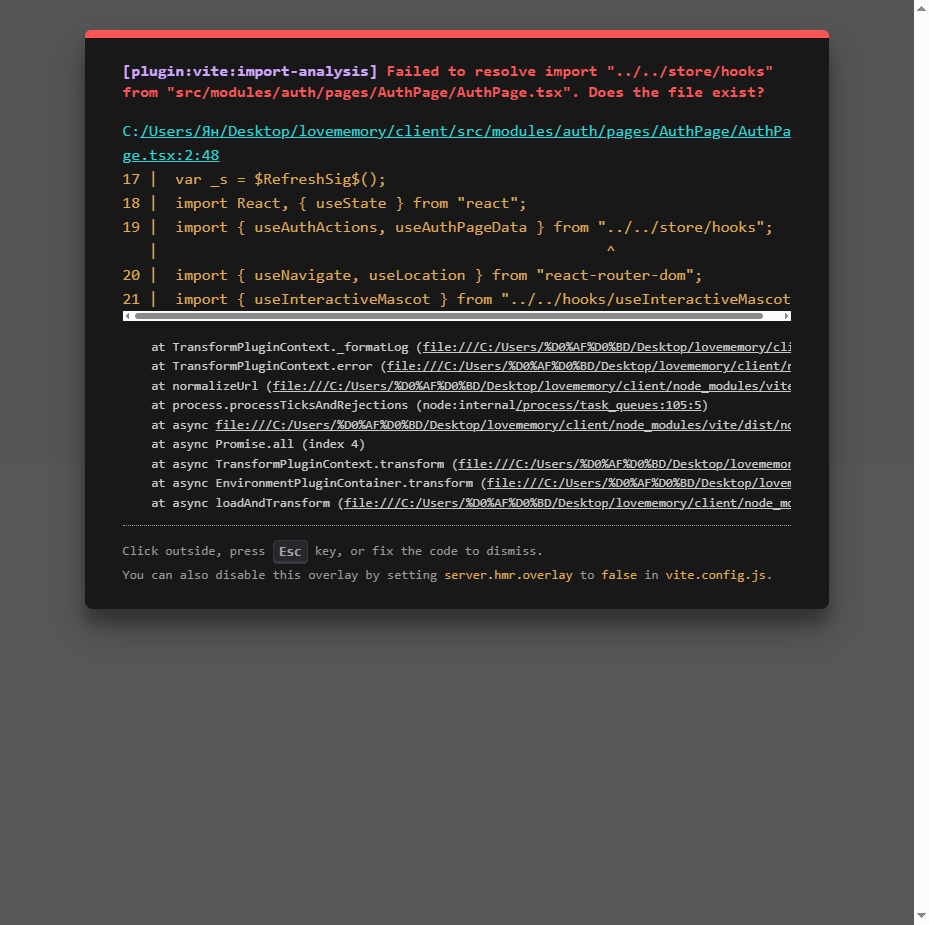 [plugin:vite:import-analysis] Failed to resolve import "../../store/hooks"
from "src/modules/auth/pages/AuthPage/AuthPage.tsx". Does the file exist?
C:/Users/Ян/Desktop/lovememory/client/src/modules/auth/pages/AuthPage/AuthPa
ge.tsx:2:48
17 |  var _s = $RefreshSig$();
18 |  import React, { useState } from "react";
19 |  import { useAuthActions, useAuthPageData } from "../../store/hooks";
|                                                   ^
20 |  import { useNavigate, useLocation } from "react-router-dom";
21 |  import { useInteractiveMascot } from "../../hooks/useInteractiveMascot
at TransformPluginContext._formatLog (file:///C:/Users/%D0%AF%D0%BD/Desktop/lovememory/cli
at TransformPluginContext.error (file:///C:/Users/%D0%AF%D0%BD/Desktop/lovememory/client/n
at normalizeUrl (file:///C:/Users/%D0%AF%D0%BD/Desktop/lovememory/client/node_modules/vite
at process.processTicksAndRejections (node:internal/process/task_queues:105:5)
at async file:///C:/Users/%D0%AF%D0%BD/Desktop/lovememory/client/node_modules/vite/dist/no
at async Promise.all (index 4)
at async TransformPluginContext.transform (file:///C:/Users/%D0%AF%D0%BD/Desktop/lovememor
at async EnvironmentPluginContainer.transform (file:///C:/Users/%D0%AF%D0%BD/Desktop/lovem
at async loadAndTransform (file:///C:/Users/%D0%AF%D0%BD/Desktop/lovememory/client/node_mo
Click outside, press Esc key, or fix the code to dismiss.
You can also disable this overlay by setting server.hmr.overlay to false in vite.config.js.